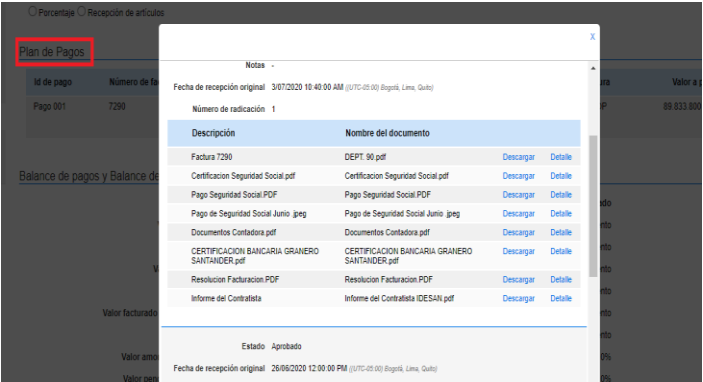 Porcentaje Recepción de artículos
X
Plan de Pagos
Notas -
Id de pago Número de fa
Valor a p
Fecha de recepción original 3/07/2020 10:40:00 AM ((UTC-05:00) Bogotá, Lima, Quito)
Pago 001 7290
89.833.800
Número de radicación 1
Descripción Nombre del documento
Factura 7290 DEPT. 90.pdf Descargar Detalle
Certificacion Seguridad Social.pdf Certificacion Seguridad Social.pdf Descargar Detalle
Balance de pagos y Balance de
Pago Seguridad Social.PDF Pago Seguridad Social.PDF Descargar Detalle
Pago de Seguridad Social Junio .jpeg Pago de Seguridad Social Junio .jpeg Descargar Detalle
Documentos Contadora.pdf Documentos Contadora.pdf Descargar Detalle
CERTIFICACION BANCARIA GRANERO CERTIFICACION BANCARIA GRANERO Descargar Detalle
SANTANDER.pdf SANTANDER.pdf
Resolucion Facturacion.PDF Resolucion Facturacion.PDF Descargar Detalle
Informe del Contratista Informe del Contratista IDESAN.pdf Descargar Detalle
Valor facturado
Estado Aprobado
Valor amo
0%
Fecha de recepción original 26/06/2020 12:00:00 PM ((UTC-05:00) Bogotá, Lima, Quito)
Valor pen
0%